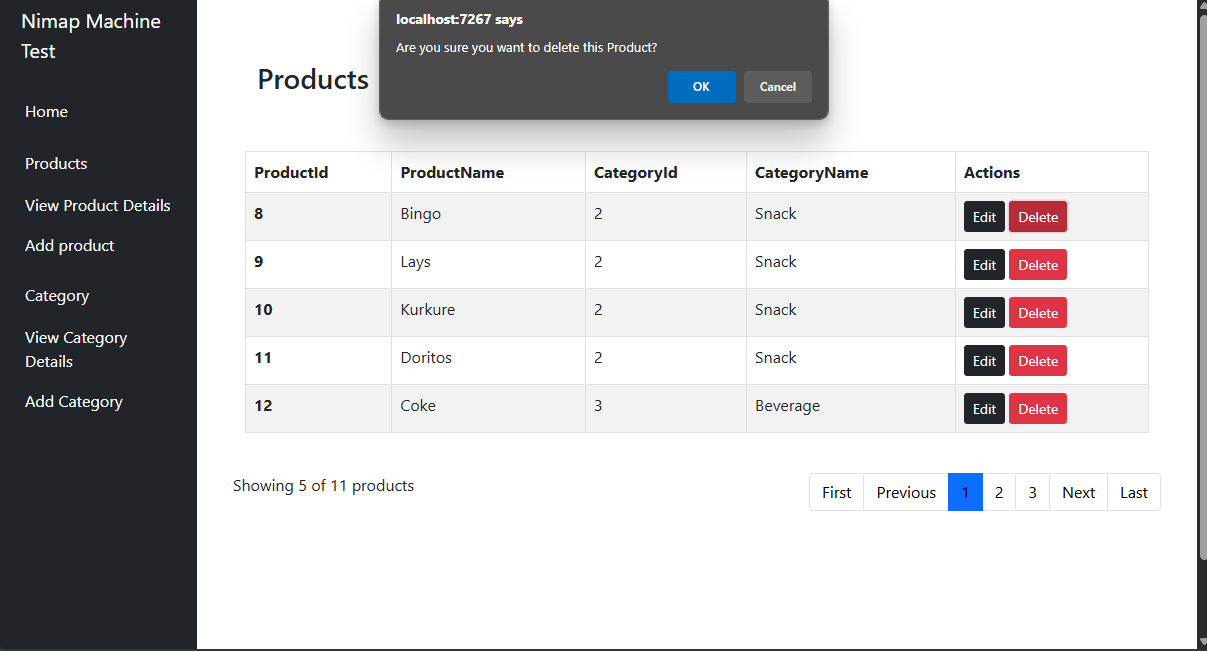 Nimap Machine
Test
Home
Products
View Product Details
Add product
Category
View Category
Details
Add Category
localhost:7267 says
Are you sure you want to delete this Product?
OK Cancel
Products
ProductId ProductName CategoryId CategoryName Actions
8 Bingo 2 Snack Edit Delete
9 Lays 2 Snack Edit Delete
10 Kurkure 2 Snack Edit Delete
11 Doritos 2 Snack Edit Delete
12 Coke 3 Beverage Edit Delete
Showing 5 of 11 products
First Previous 1 2 3 Next Last